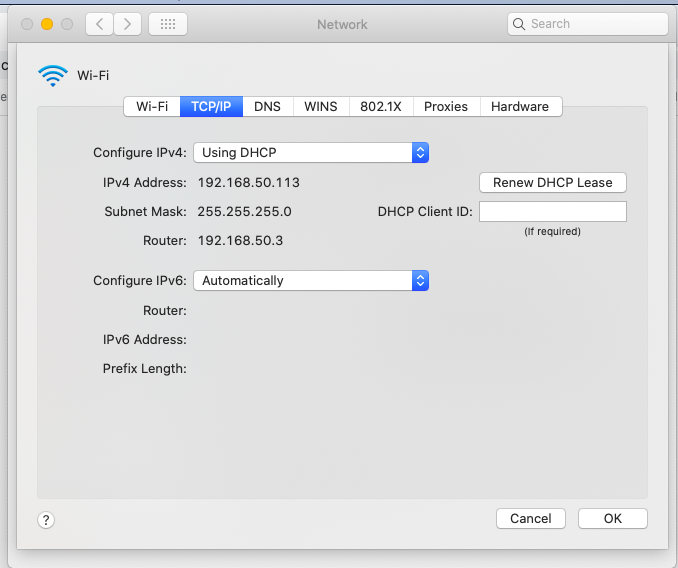 Network
Search
Wi-Fi
Wi-Fi TCP/IP DNS WINS 802.1X Proxies Hardware
Configure IPv4: Using DHCP
IPv4 Address: 192.168.50.113 Renew DHCP Lease
Subnet Mask: 255.255.255.0 DHCP Client ID:
(If required)
Router: 192.168.50.3
Configure IPv6: Automatically
Router:
IPv6 Address:
Prefix Length:
? Cancel OK